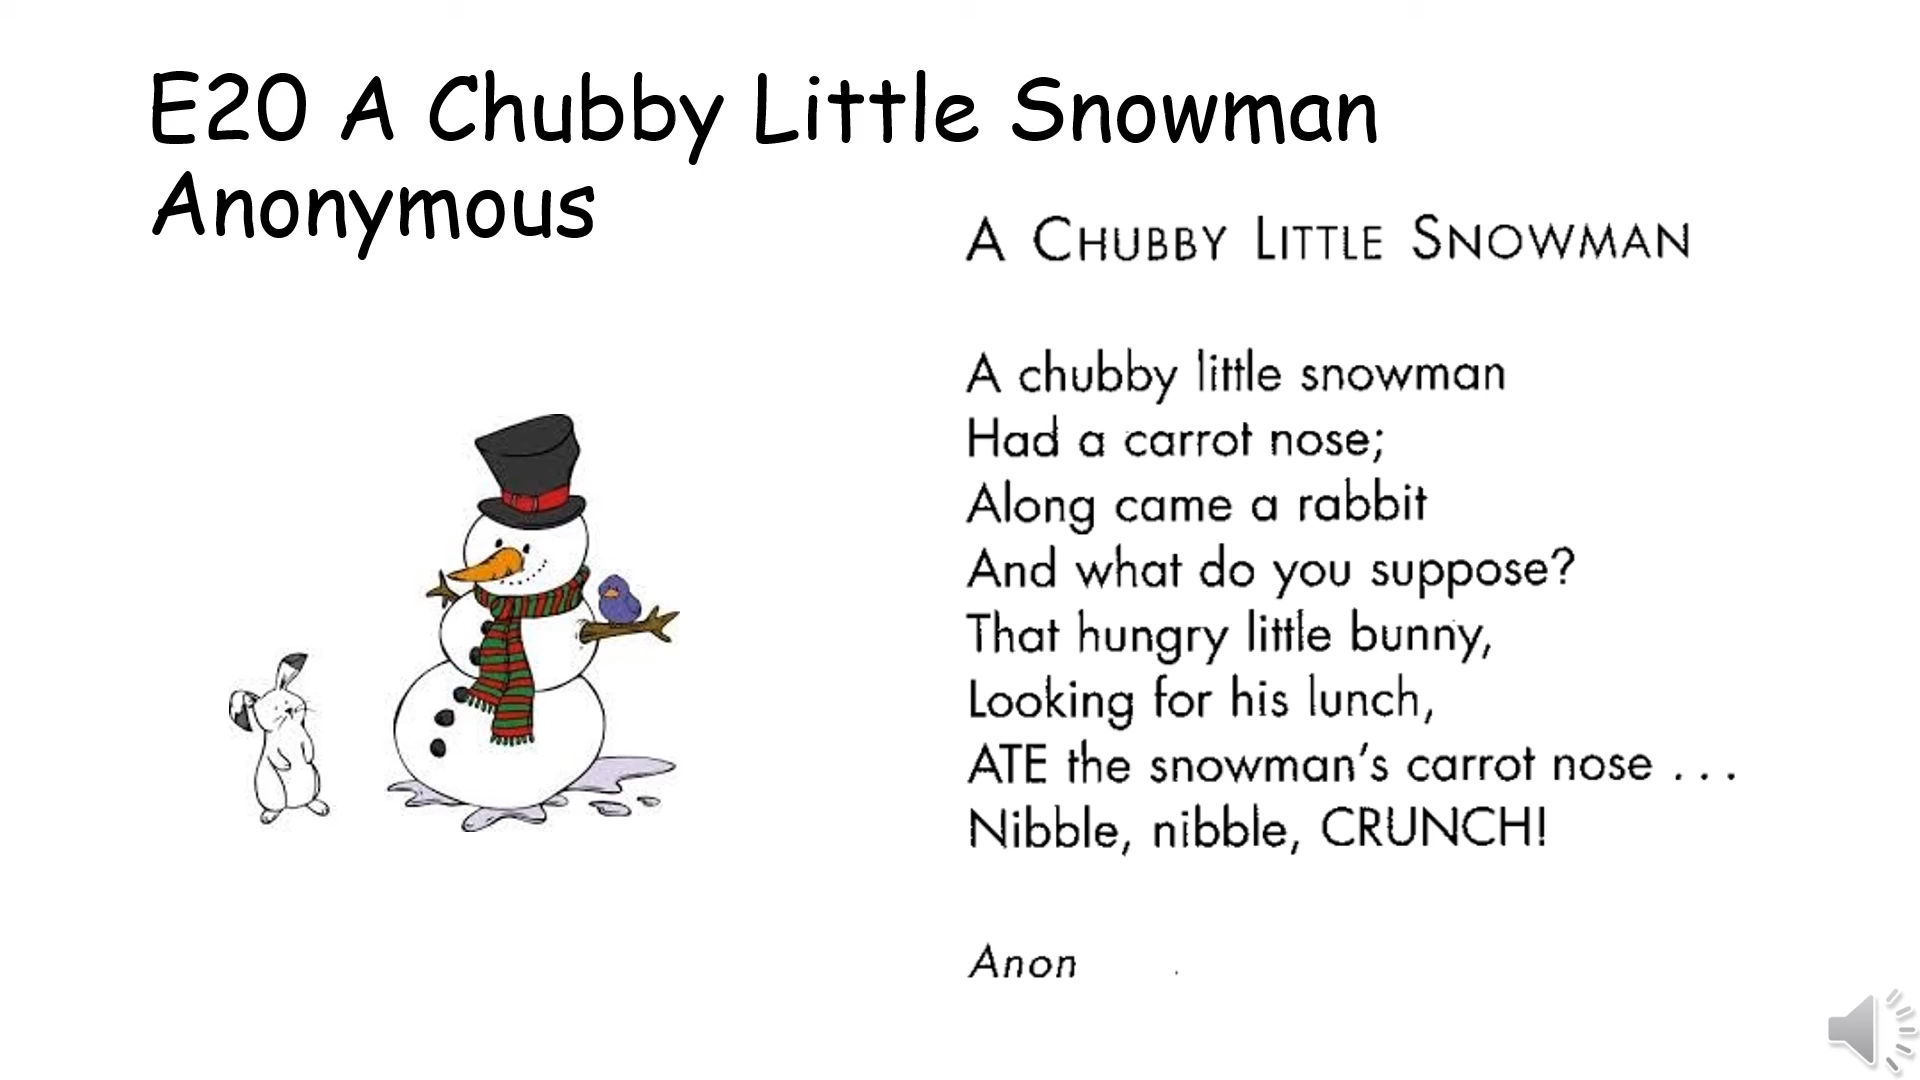 E20 A Chubby Little Snowman
Anonymous
A CHUBBY LITTLE SNOWMAN
A chubby little snowman
Had a carrot nose;
Along came a rabbit
And what do you suppose?
That hungry little bunny,
Looking for his lunch,
ATE the snowman's carrot nose . . .
Nibble, nibble, CRUNCH!
Anon